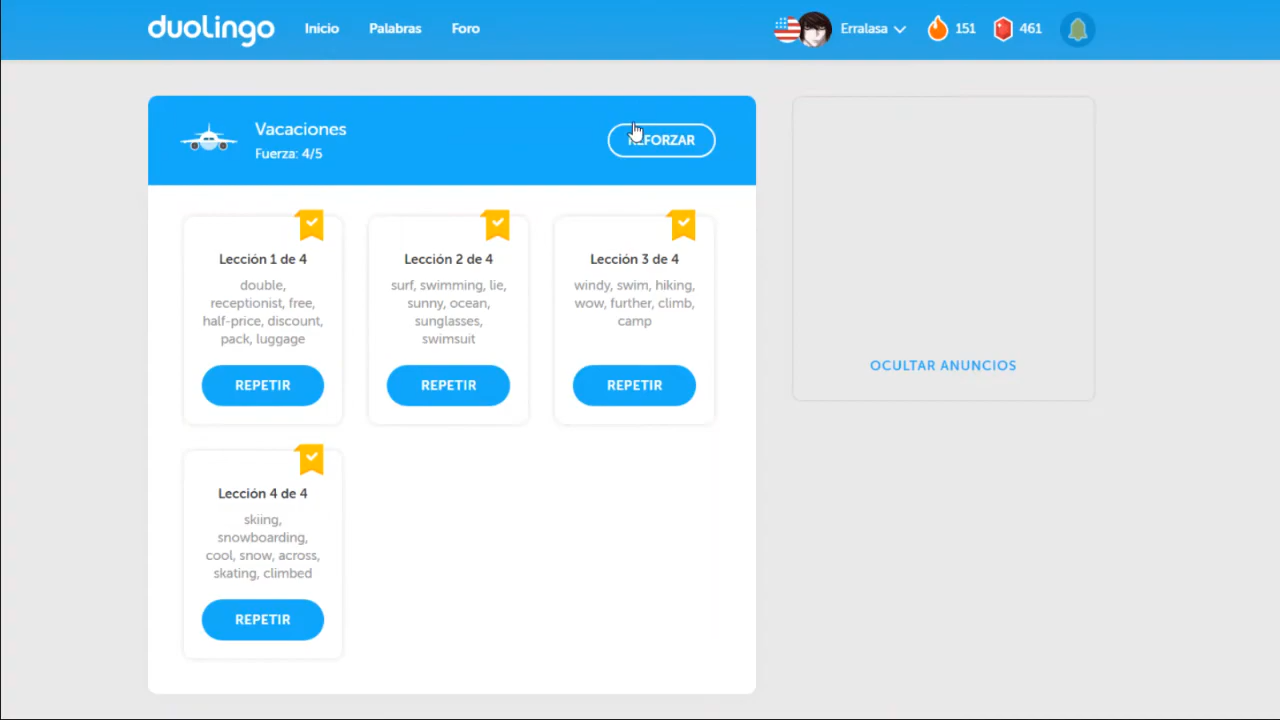 duolingo
Inicio
Palabras
Foro
Erralasa
151
461
Vacaciones
Fuerza: 4/5
REFORZAR
Lección 1 de 4
double,
receptionist, free,
half-price, discount,
pack, luggage
REPETIR
Lección 2 de 4
surf, swimming, lie,
sunny, ocean,
sunglasses,
swimsuit
REPETIR
Lección 3 de 4
windy, swim, hiking,
wow, further, climb,
camp
REPETIR
OCULTAR ANUNCIOS
Lección 4 de 4
skiing,
snowboarding,
cool, snow, across,
skating, climbed
REPETIR